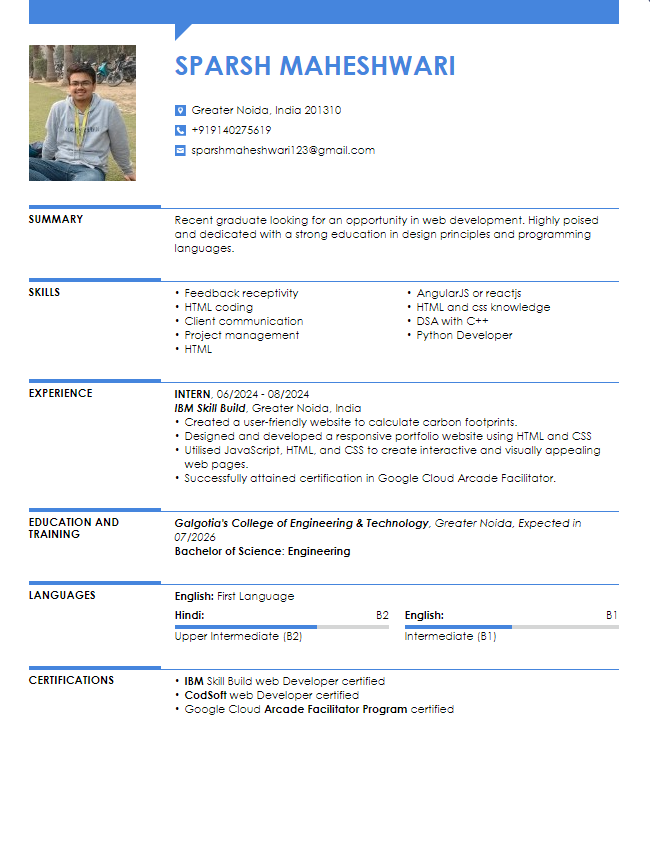 SPARSH MAHESHWARI
Greater Noida, India 201310
+919140275619
sparshmaheshwari123@gmail.com
SUMMARY
Recent graduate looking for an opportunity in web development. Highly poised
and dedicated with a strong education in design principles and programming
languages.
SKILLS
• Feedback receptivity
• HTML coding
• Client communication
• Project management
• HTML
• AngularJS or reactjs
• HTML and css knowledge
• DSA with C++
• Python Developer
EXPERIENCE
INTERN, 06/2024 - 08/2024
IBM Skill Build, Greater Noida, India
• Created a user-friendly website to calculate carbon footprints.
• Designed and developed a responsive portfolio website using HTML and CSS
• Utilised JavaScript, HTML, and CSS to create interactive and visually appealing
web pages.
• Successfully attained certification in Google Cloud Arcade Facilitator.
EDUCATION AND
TRAINING
Galgotia's College of Engineering & Technology, Greater Noida, Expected in
07/2026
Bachelor of Science: Engineering
LANGUAGES
English: First Language
Hindi: B2
Upper Intermediate (B2)
English: B1
Intermediate (B1)
CERTIFICATIONS
• IBM Skill Build web Developer certified
• CodSoft web Developer certified
• Google Cloud Arcade Facilitator Program certified